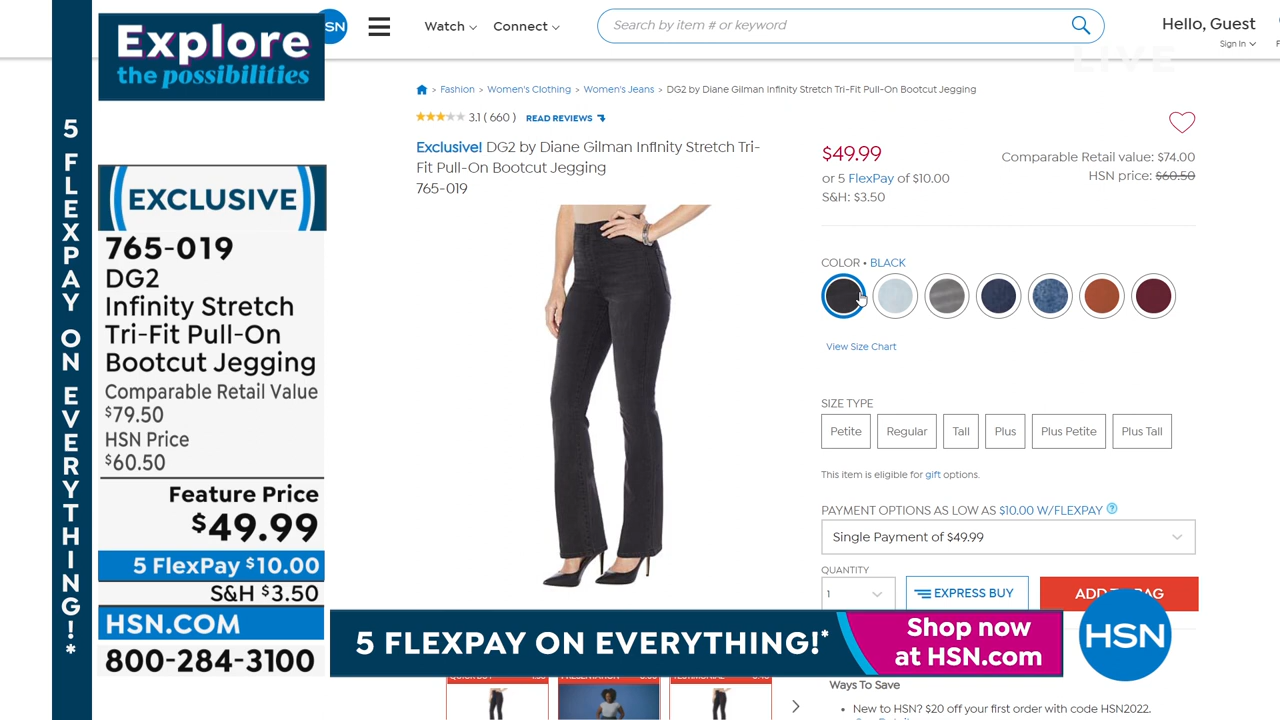 Explore
the possibilities
5 FLEXPAY ON EVERYTHING!*
EXCLUSIVE
765-019
DG2
Infinity Stretch
Tri-Fit Pull-On
Bootcut Jegging
Comparable Retail Value
$79.50
HSN Price
$60.50
Feature Price
$49.99
5 FlexPay $10.00
S&H $3.50
HSN.COM
800-284-3100
SN
Watch
Connect
Search by item # or keyword
Hello, Guest
Sign In
LIVE
> Fashion > Women's Clothing > Women's Jeans > DG2 by Diane Gilman Infinity Stretch Tri-Fit Pull-On Bootcut Jegging
3.1 ( 660 ) READ REVIEWS
Exclusive! DG2 by Diane Gilman Infinity Stretch Tri-
Fit Pull-On Bootcut Jegging
765-019
$49.99
Comparable Retail value: $74.00
or 5 FlexPay of $10.00
HSN price: $60.50
S&H: $3.50
COLOR • BLACK
View Size Chart
SIZE TYPE
Petite Regular Tall Plus Plus Petite Plus Tall
This item is eligible for gift options.
PAYMENT OPTIONS AS LOW AS $10.00 W/FLEXPAY ?
Single Payment of $49.99
QUANTITY
1
EXPRESS BUY
5 FLEXPAY ON EVERYTHING!*
Shop now
at HSN.com
HSN
Ways To Save
• New to HSN? $20 off your first order with code HSN2022.